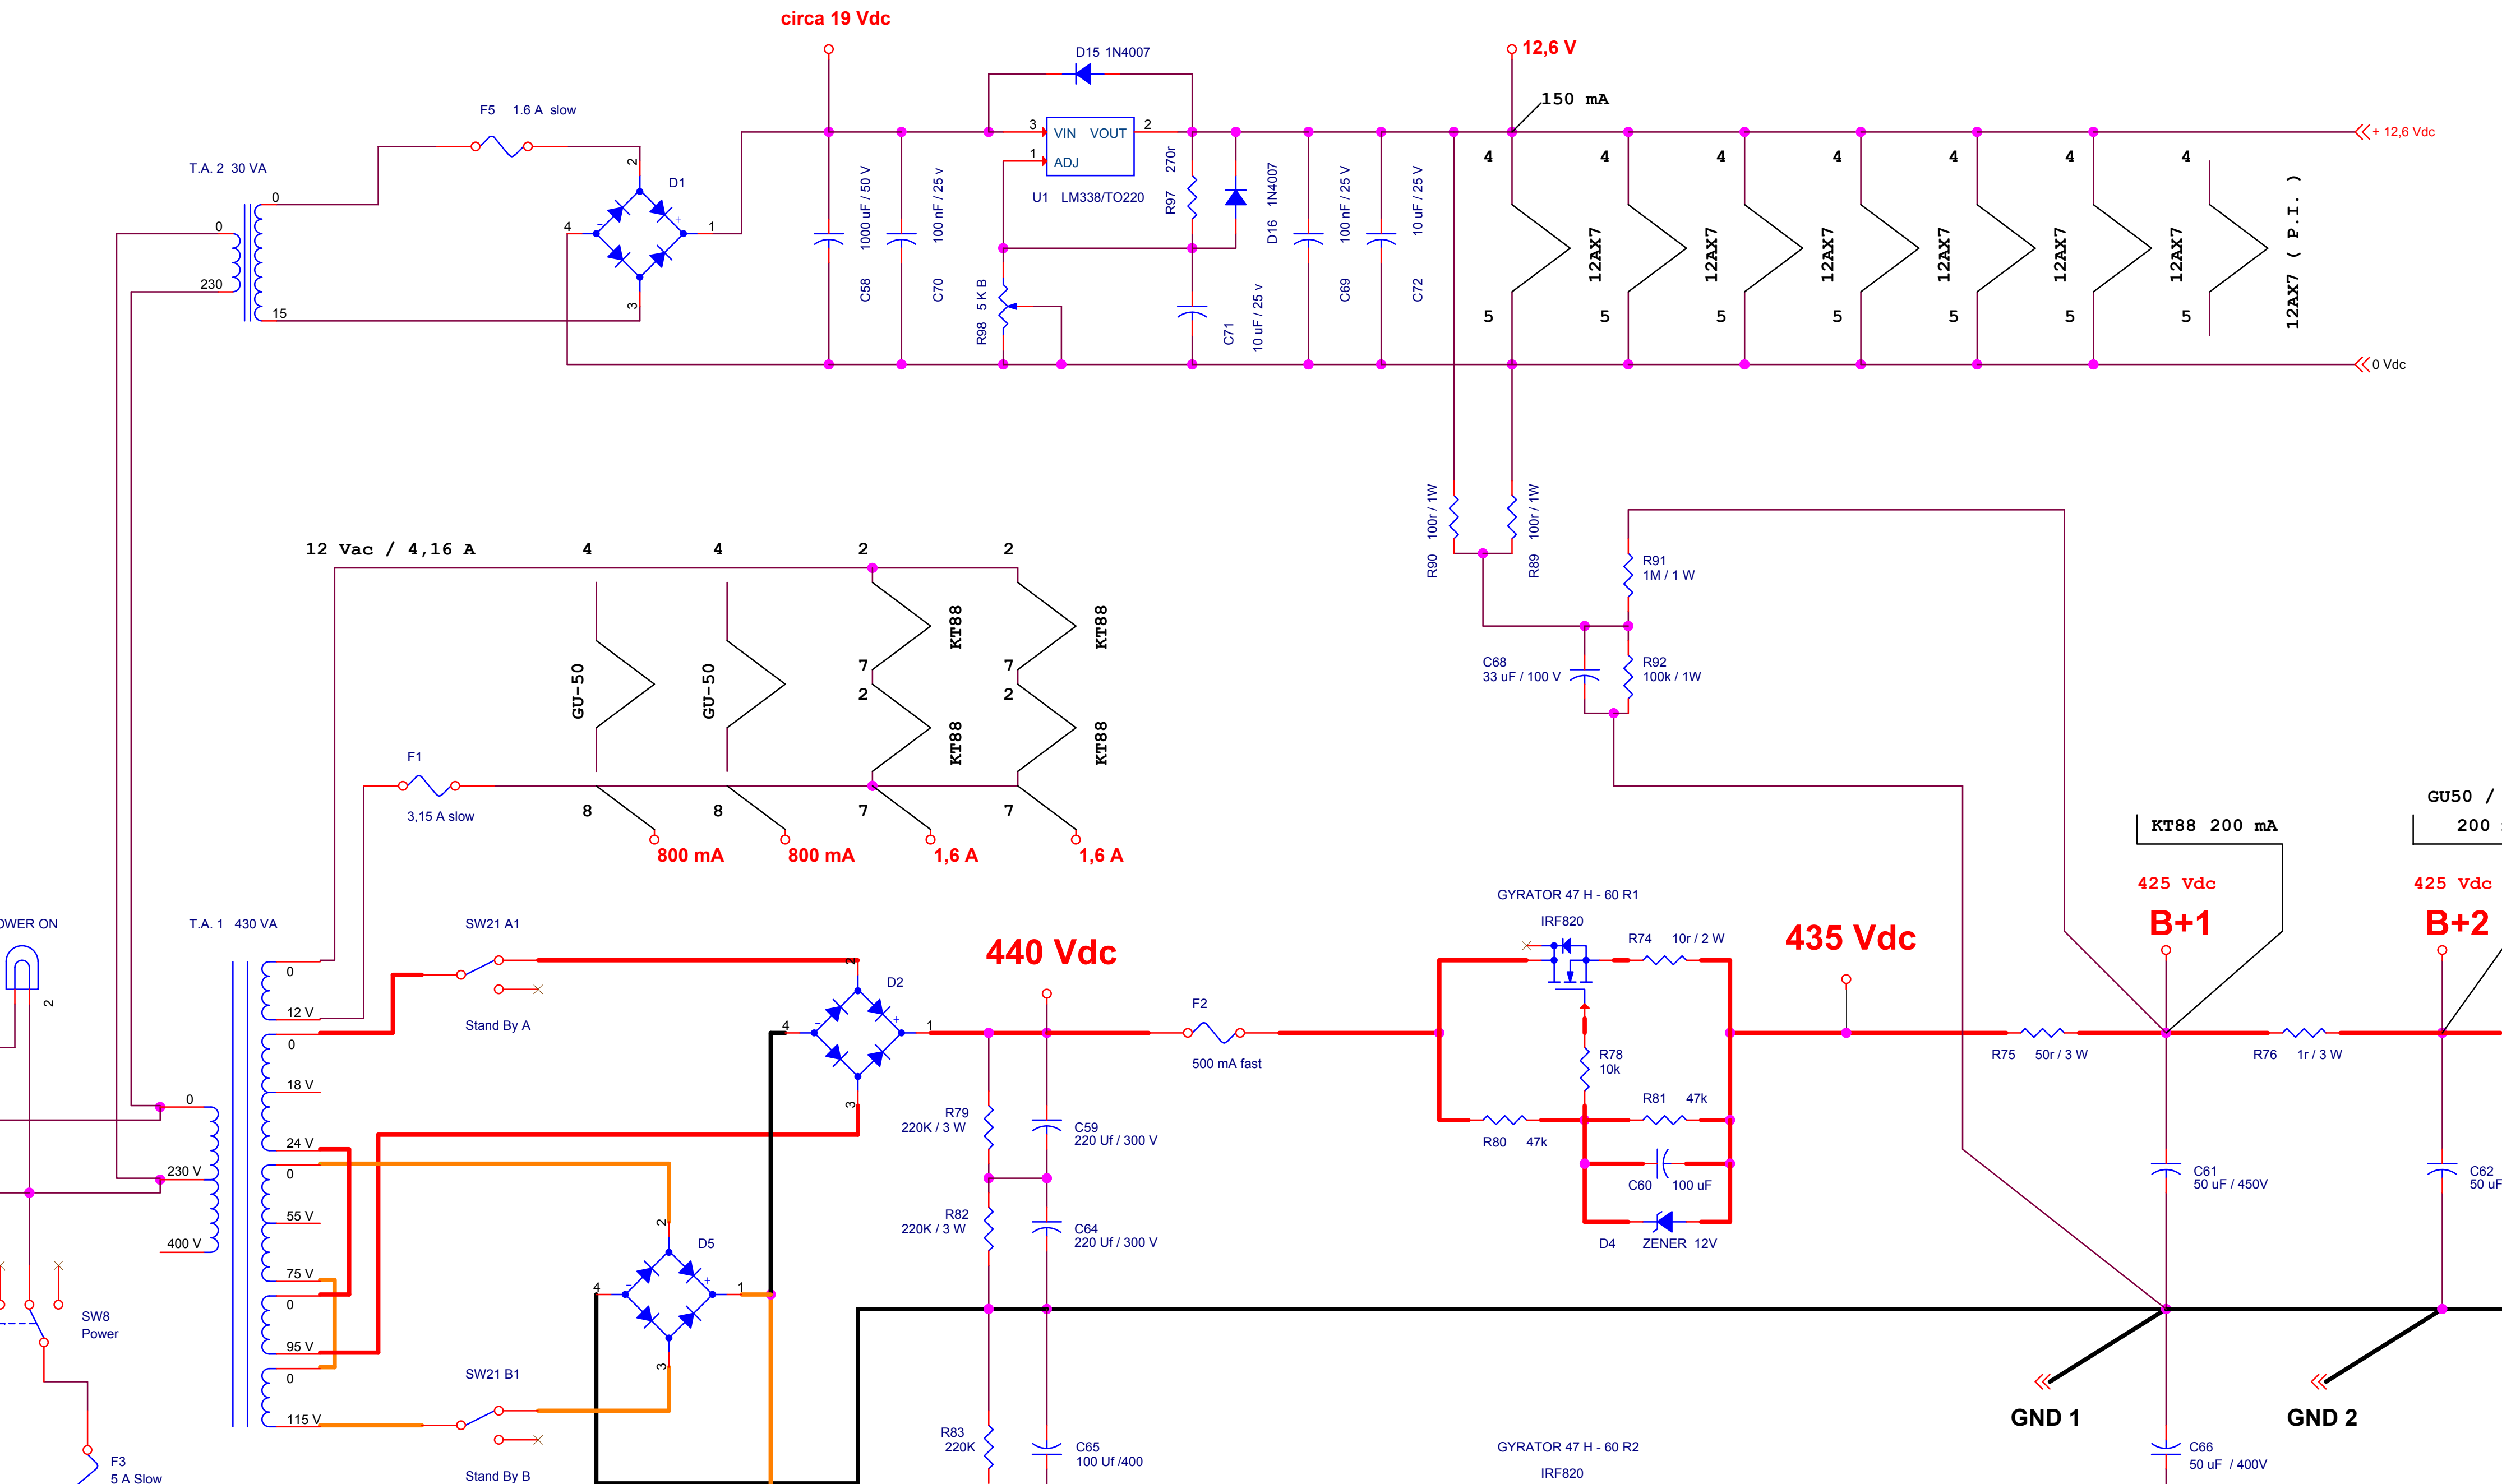 circa 19 Vdc
D15 1N4007
12,6 V
150 mA
F5 1.6 A slow
T.A. 2 30 VA
0
0
230
15
2
D1
4
1
3
-
+
3 VIN VOUT 2
1 ADJ
U1 LM338/TO220
C58 1000 uF / 50 V
C70 100 nF / 25 v
R97 270r
D16 1N4007
C69 100 nF / 25 V
C72 10 uF / 25 V
R98 5 K B
C71 10 uF / 25 v
+ 12,6 Vdc
0 Vdc
4 4 4 4 4 4 4
12AX7 12AX7 12AX7 12AX7 12AX7 12AX7 12AX7 ( P.I. )
5 5 5 5 5 5 5
R90 100r / 1W
R89 100r / 1W
R91
1M / 1 W
C68
33 uF / 100 V
R92
100k / 1W
12 Vac / 4,16 A
4 4 2 2
GU-50 GU-50 KT88 KT88
7 7
2 2
KT88 KT88
8 8 7 7
800 mA 800 mA 1,6 A 1,6 A
F1
3,15 A slow
OWER ON
2
T.A. 1 430 VA
0
230 V
400 V
0
12 V
0
18 V
24 V
0
55 V
75 V
0
95 V
0
115 V
SW21 A1
Stand By A
2
D2
4
1
3
-
+
440 Vdc
F2
500 mA fast
GYRATOR 47 H - 60 R1
IRF820
R74 10r / 2 W
R78
10k
R81 47k
R80 47k
C60 100 uF
D4 ZENER 12V
435 Vdc
R75 50r / 3 W
KT88 200 mA
425 Vdc
B+1
R76 1r / 3 W
GU50 /
200
425 Vdc
B+2
R79
220K / 3 W
C59
220 Uf / 300 V
R82
220K / 3 W
C64
220 Uf / 300 V
C61
50 uF / 450V
C62
50 uF
2
D5
4
1
3
-
+
SW8
Power
SW21 B1
Stand By B
F3
5 A Slow
R83
220K
C65
100 Uf /400
GYRATOR 47 H - 60 R2
IRF820
GND 1
GND 2
C66
50 uF / 400V